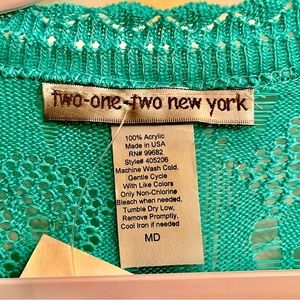 two-one-two new york
100% Acrylic
Made in USA
RN# 99682
Style# 405206
Machine Wash Cold,
Gentle Cycle
With Like Colors
Only Non-Chlorine
Bleach when needed,
Tumble Dry Low,
Remove Promptly,
Cool Iron if needed
MD